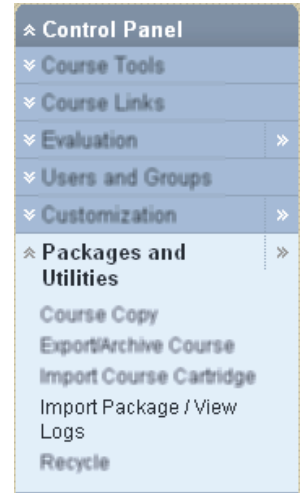 Control Panel
Course Tools
Course Links
Evaluation
Users and Groups
Customization
Packages and
Utilities
Course Copy
Export/Archive Course
Import Course Cartridge
Import Package / View
Logs
Recycle